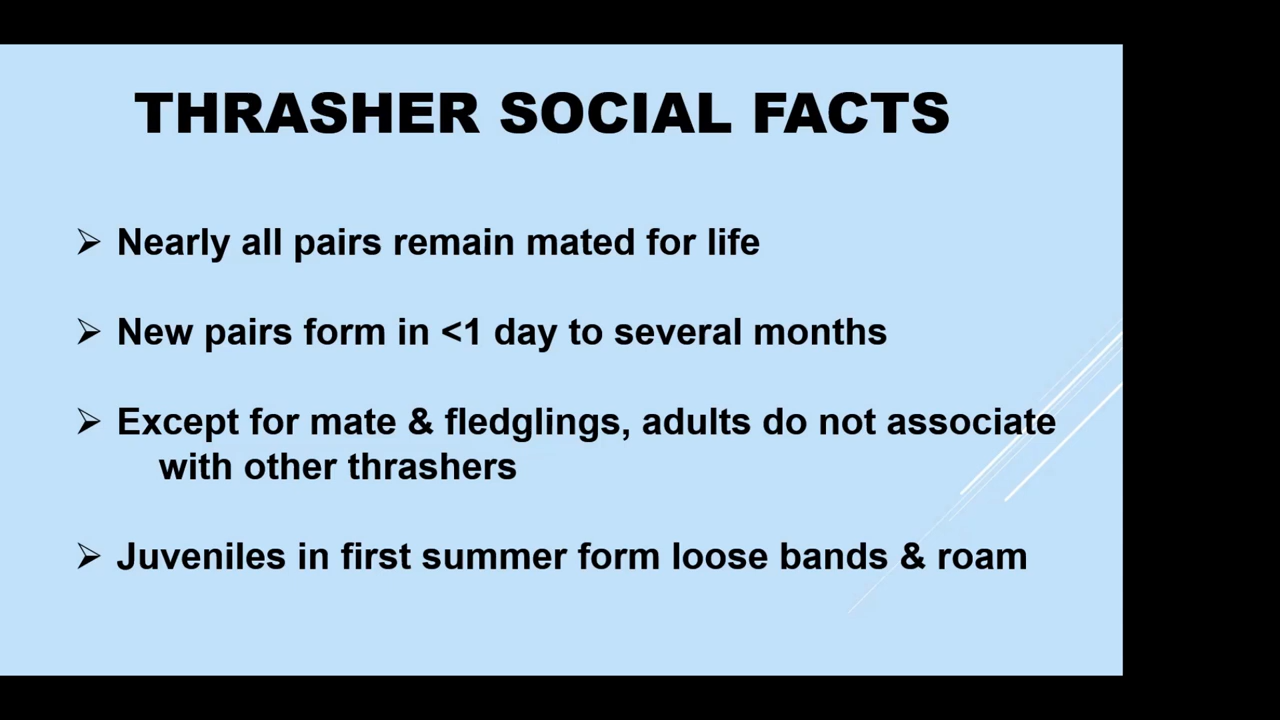 THRASHER SOCIAL FACTS
➢ Nearly all pairs remain mated for life
➢ New pairs form in <1 day to several months
➢ Except for mate & fledglings, adults do not associate
with other thrashers
➢ Juveniles in first summer form loose bands & roam